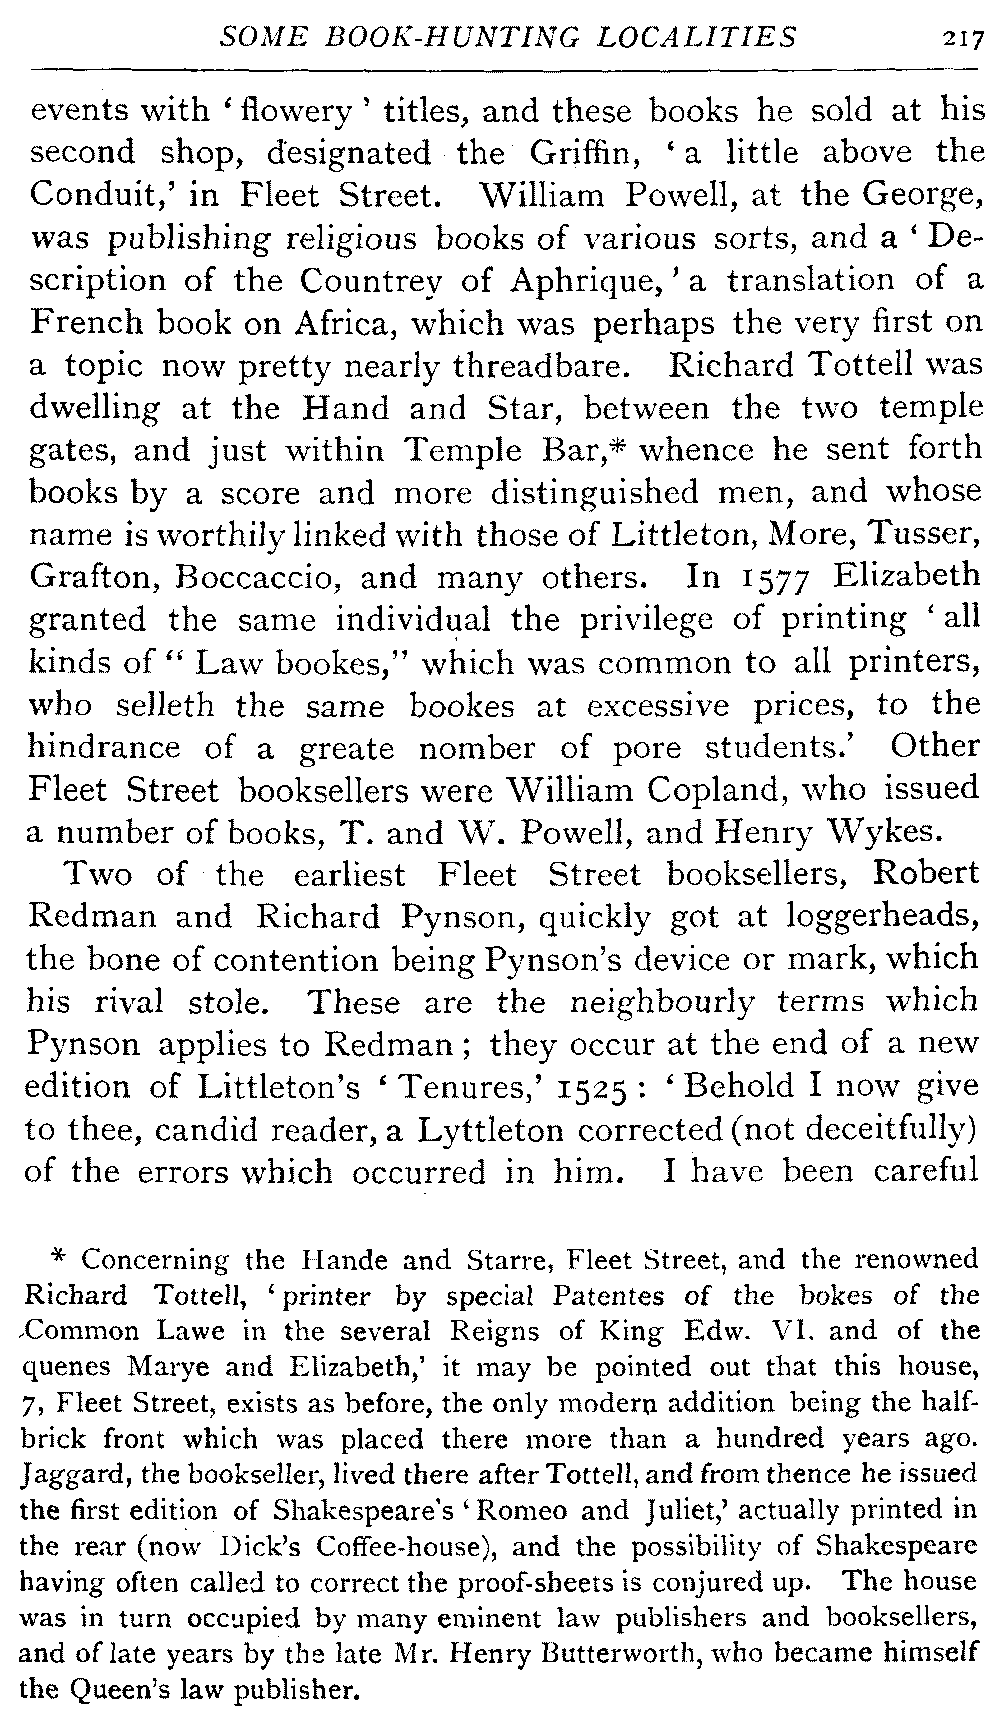 SOME BOOK-HUNTING LOCALITIES 217
events with ‘ flowery ’ titles, and these books he sold at his
second shop, designated the Griffin, ‘ a little above the
Conduit,’ in Fleet Street. William Powell, at the George,
was publishing religious books of various sorts, and a ‘ De-
scription of the Countrey of Aphrique, ’ a translation of a
French book on Africa, which was perhaps the very first on
a topic now pretty nearly threadbare. Richard Tottell was
dwelling at the Hand and Star, between the two temple
gates, and just within Temple Bar,* whence he sent forth
books by a score and more distinguished men, and whose
name is worthily linked with those of Littleton, More, Tusser,
Grafton, Boccaccio, and many others. In 1577 Elizabeth
granted the same individual the privilege of printing ‘ all
kinds of “ Law bookes,” which was common to all printers,
who selleth the same bookes at excessive prices, to the
hindrance of a greate nomber of pore students.’ Other
Fleet Street booksellers were William Copland, who issued
a number of books, T. and W. Powell, and Henry Wykes.
Two of the earliest Fleet Street booksellers, Robert
Redman and Richard Pynson, quickly got at loggerheads,
the bone of contention being Pynson’s device or mark, which
his rival stole. These are the neighbourly terms which
Pynson applies to Redman ; they occur at the end of a new
edition of Littleton’s ‘ Tenures,’ 1525 : ‘ Behold I now give
to thee, candid reader, a Lyttleton corrected (not deceitfully)
of the errors which occurred in him. I have been careful
* Concerning the Hande and Starre, Fleet Street, and the renowned
Richard Tottell, ‘ printer by special Patentes of the bokes of the
Common Lawe in the several Reigns of King Edw. VI. and of the
quenes Marye and Elizabeth,’ it may be pointed out that this house,
7, Fleet Street, exists as before, the only modern addition being the half-
brick front which was placed there more than a hundred years ago.
Jaggard, the bookseller, lived there after Tottell, and from thence he issued
the first edition of Shakespeare’s ‘ Romeo and Juliet,’ actually printed in
the rear (now Dick’s Coffee-house), and the possibility of Shakespeare
having often called to correct the proof-sheets is conjured up. The house
was in turn occupied by many eminent law publishers and booksellers,
and of late years by the late Mr. Henry Butterworth, who became himself
the Queen’s law publisher.